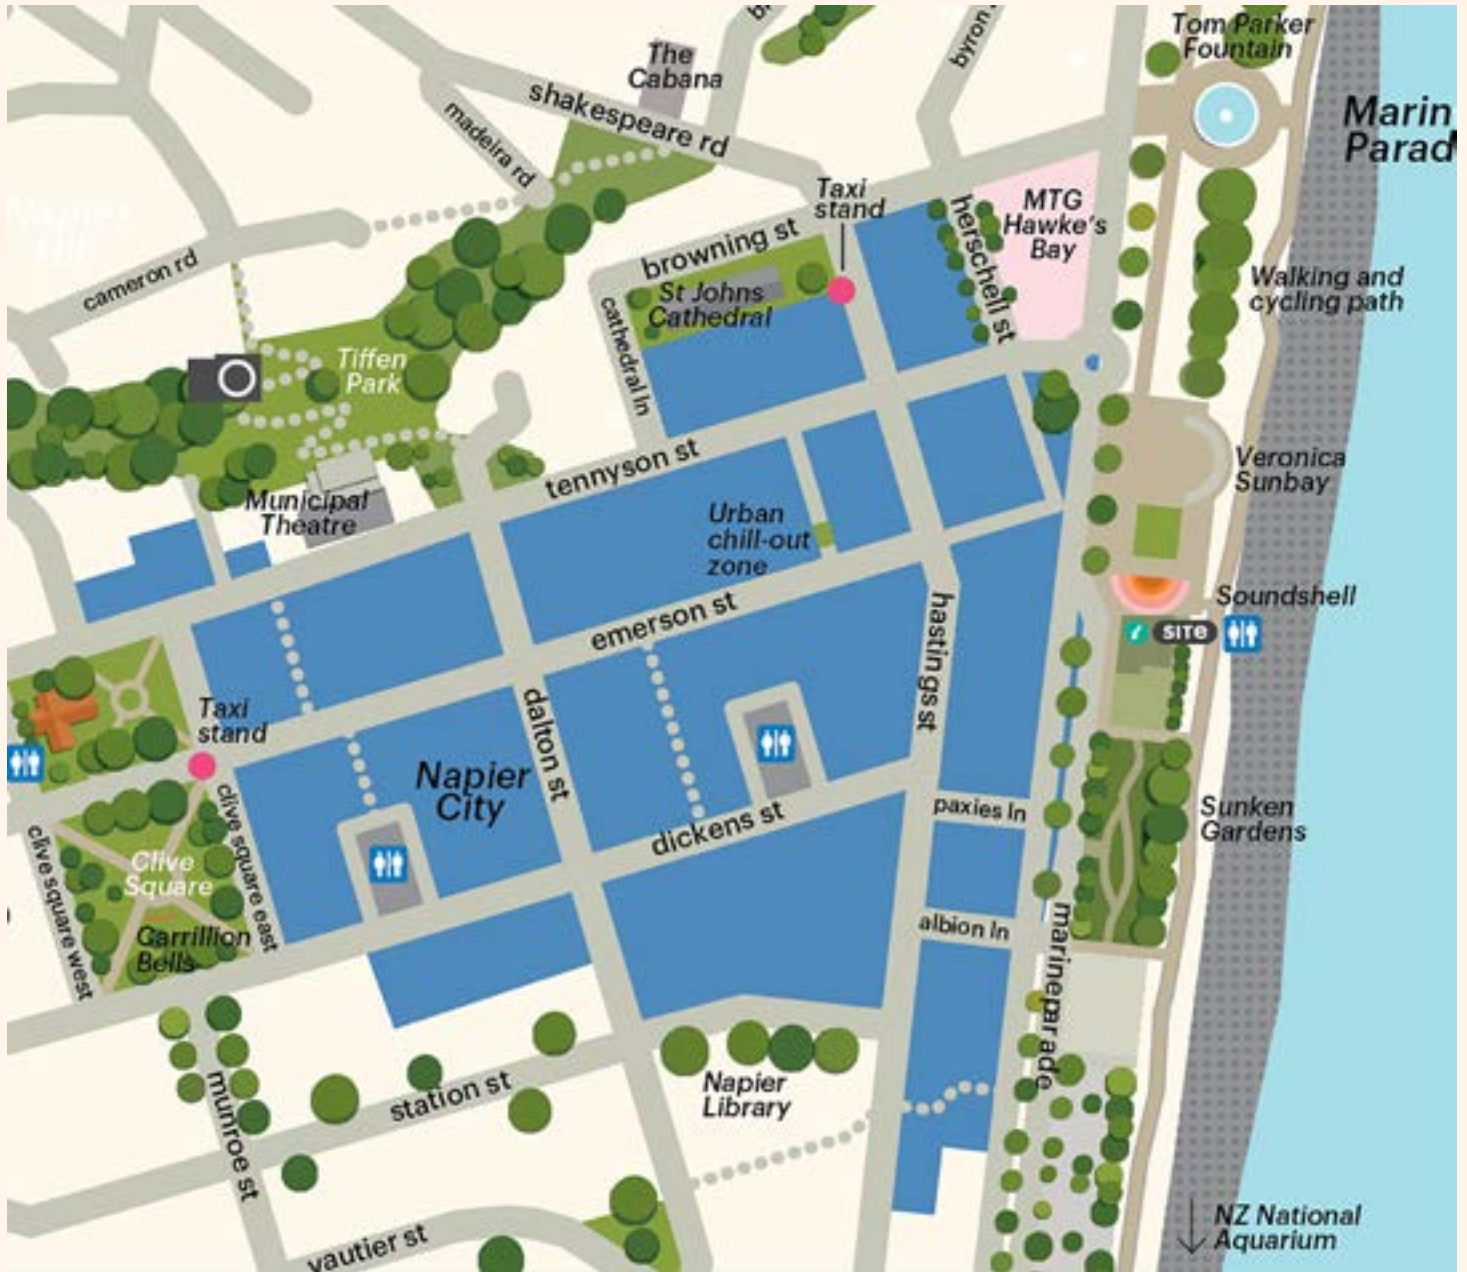 Tom Parker
Fountain
byron
The
Cabana
shakespeare rd
madeira rd
Marin
Parad
Taxi
stand
herschell st
MTG
Hawke's
Bay
browning st
cameron rd
St Johns
Cathedral
cathedral ln
Walking and
cycling path
Tiffen
Park
tennyson st
Municipal
Theatre
Urban
chill-out
zone
Veronica
Sunbay
emerson st
hastings st
Soundshell
i SITE
Taxi
stand
dalton st
Napier
City
dickens st
paxies ln
Sunken
Gardens
clive square west
clive square east
Clive
Square
Carrillion
Bells
albion ln
marine parade
munroe st
station st
Napier
Library
vautier st
NZ National
Aquarium